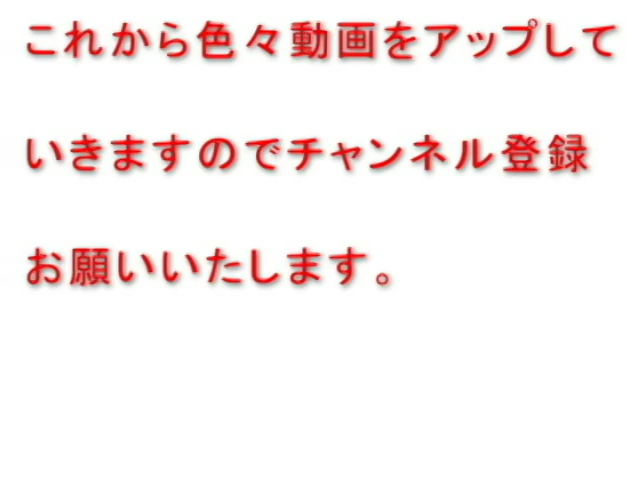 これから色々動画をアップして
いきますのでチャンネル登録
お願いいたします。